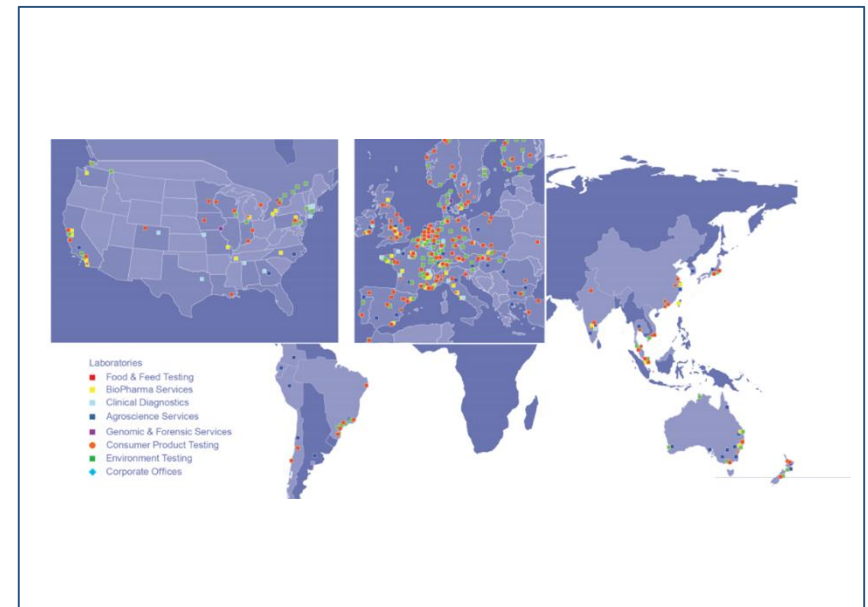 Laboratories
Food & Feed Testing
BioPharma Services
Clinical Diagnostics
Agroscience Services
Genomic & Forensic Services
Consumer Product Testing
Environment Testing
Corporate Offices